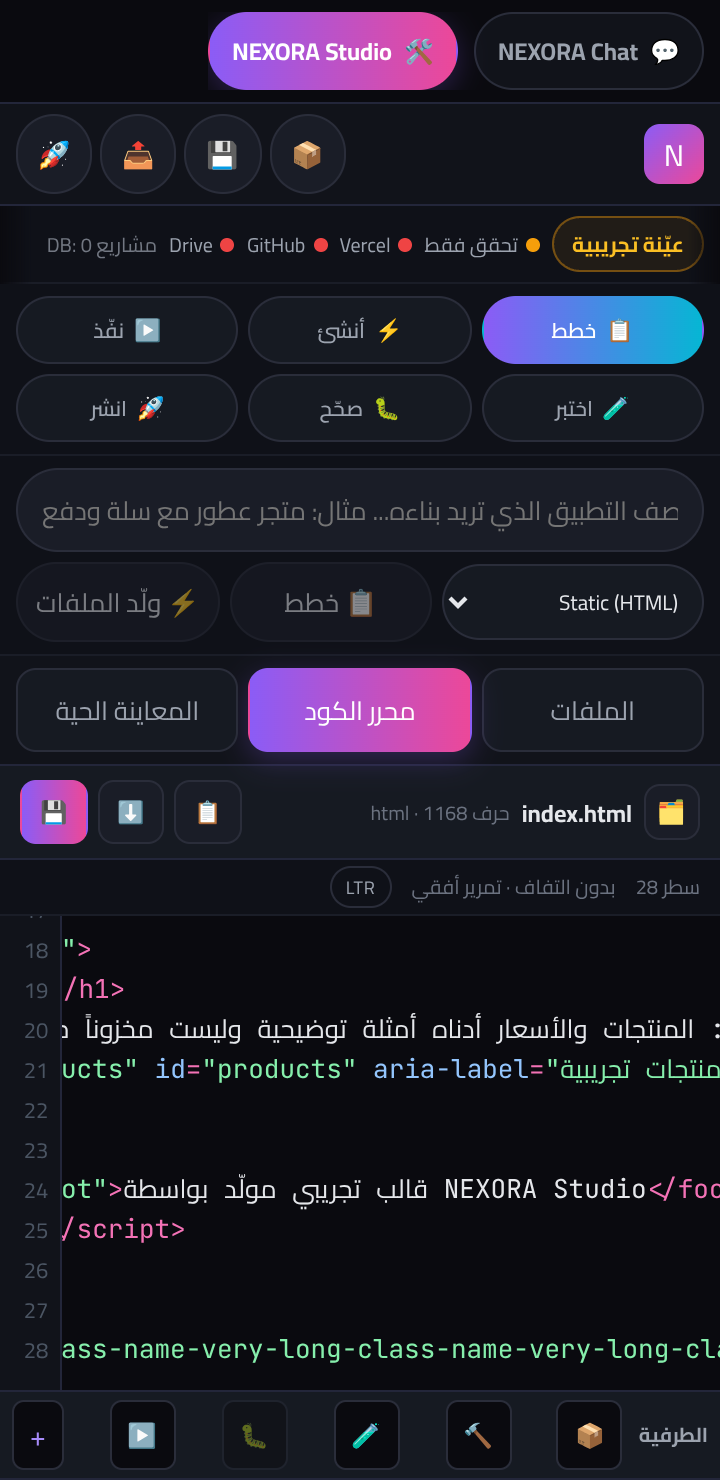 NEXORA Chat NEXORA Studio
N
عيّنة تجريبية تحقق فقط Vercel GitHub Drive DB: 0 مشاريع
خطط أنشئ نفّذ
اختبر صحّح انشر
صف التطبيق الذي تريد بناءه... مثال: متجر عطور مع سلة ودفع
Static (HTML) خطط ولّد الملفات
الملفات محرر الكود المعاينة الحية
index.html html · 1168 حرف
سطر 28 بدون التفاف · تمرير أفقي LTR
18 ">
19 /h1>
20 : المنتجات والأسعار أدناه أمثلة توضيحية وليست مخزوناً
21 ucts" id="products" aria-label="منتجات تجريبية
22
23
24 ot">قالب تجريبي مولّد بواسطة NEXORA Studio</foo
25 /script>
26
27
28 ass-name-very-long-class-name-very-long-cla
الطرفية +